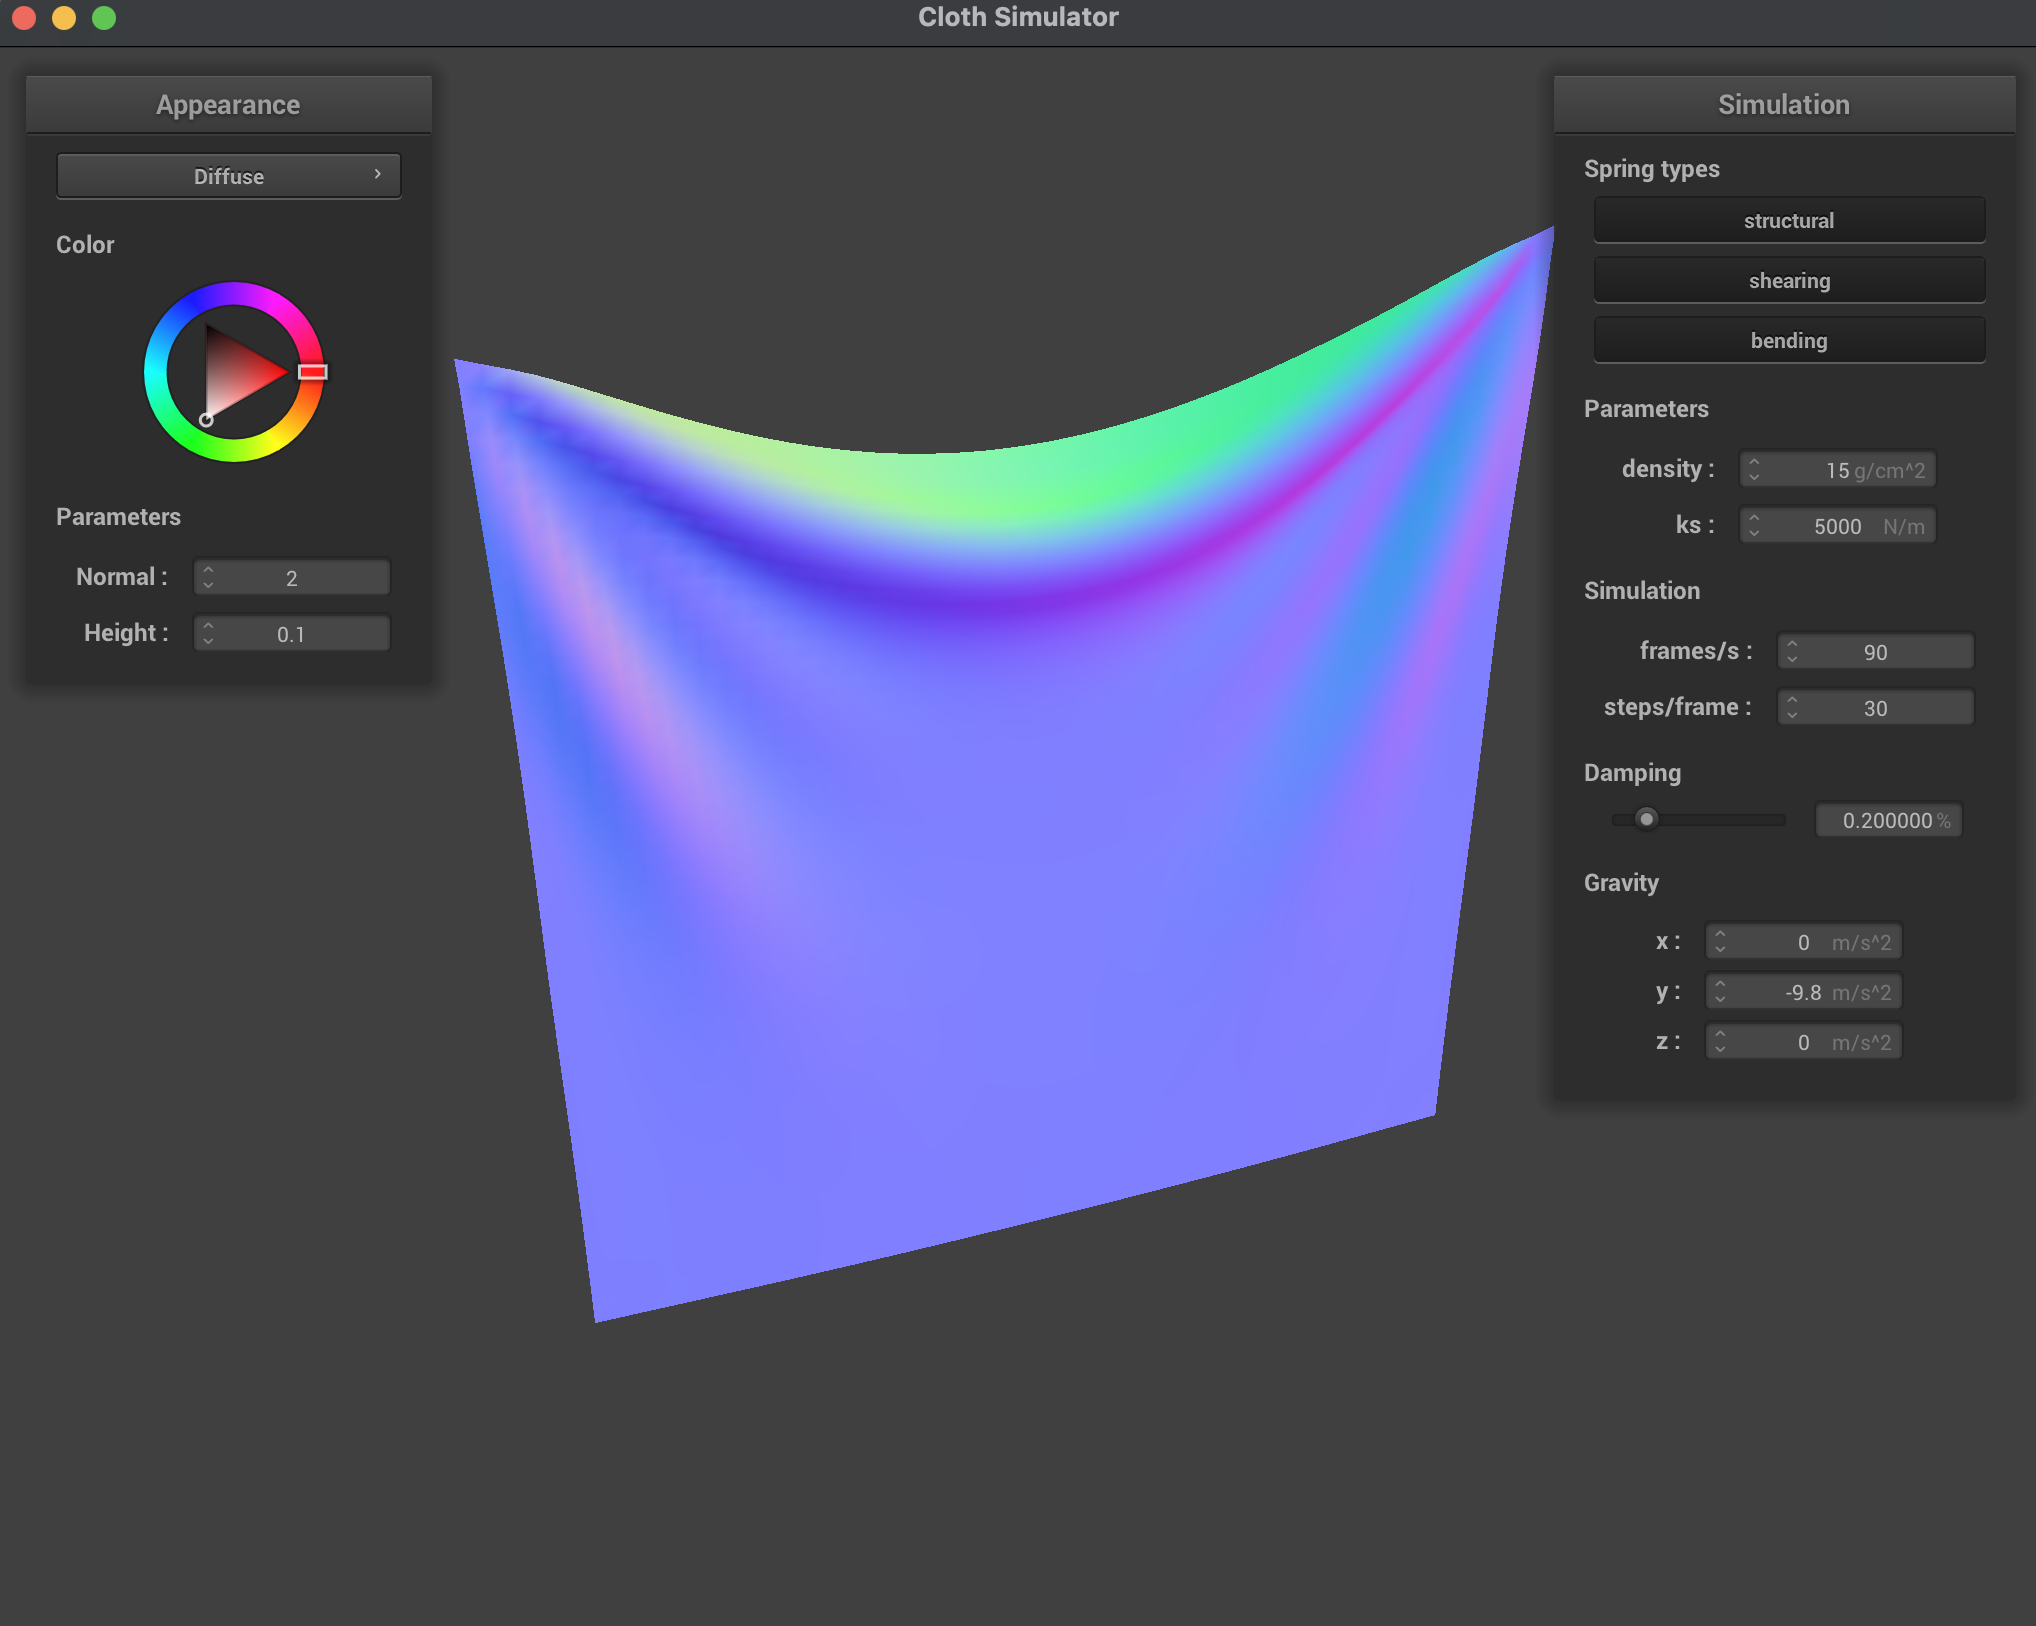 Cloth Simulator
Appearance
Diffuse
Color
Parameters
Normal : 2
Height : 0.1
Simulation
Spring types
structural
shearing
bending
Parameters
density : 15 g/cm^2
ks : 5000 N/m
Simulation
frames/s : 90
steps/frame : 30
Damping
0.200000 %
Gravity
x : 0 m/s^2
y : -9.8 m/s^2
z : 0 m/s^2